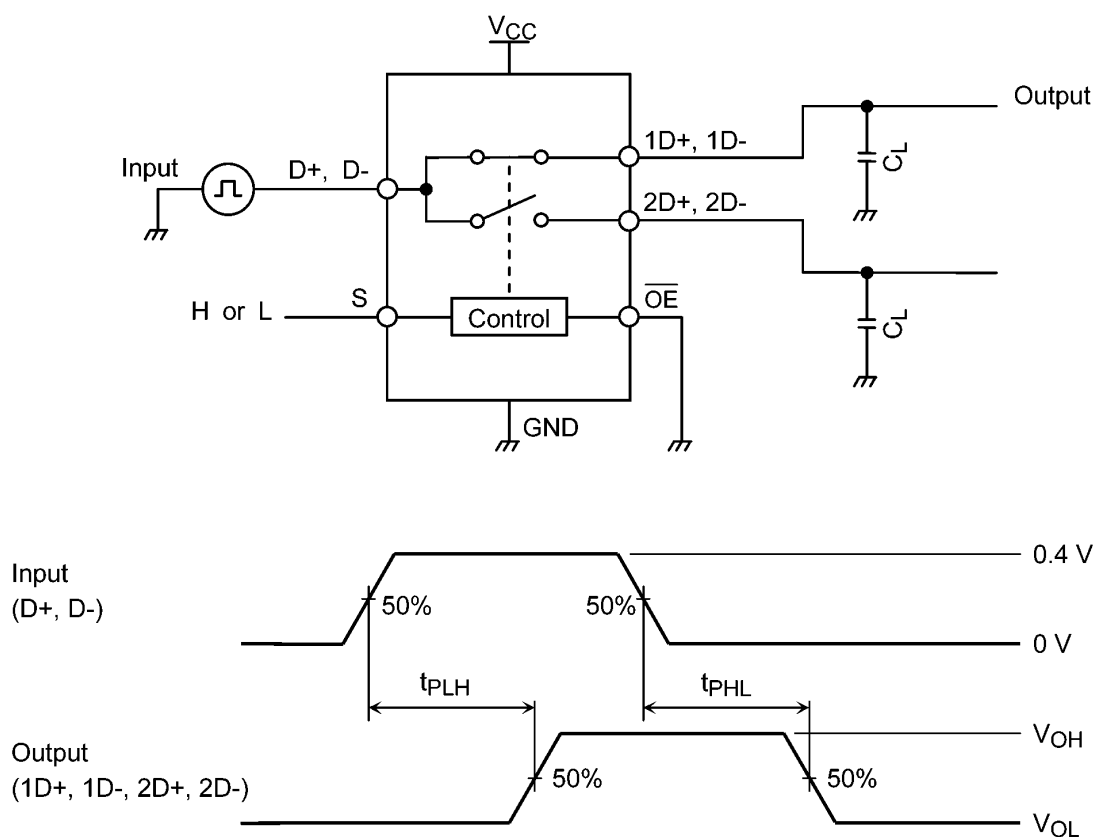 VCC
Output
1D+, 1D-
CL
Input
D+, D-
2D+, 2D-
S
OE
H or L
Control
CL
GND
0.4 V
Input
(D+, D-)
50%
50%
0 V
tPLH
tPHL
VOH
Output
(1D+, 1D-, 2D+, 2D-)
50%
50%
VOL